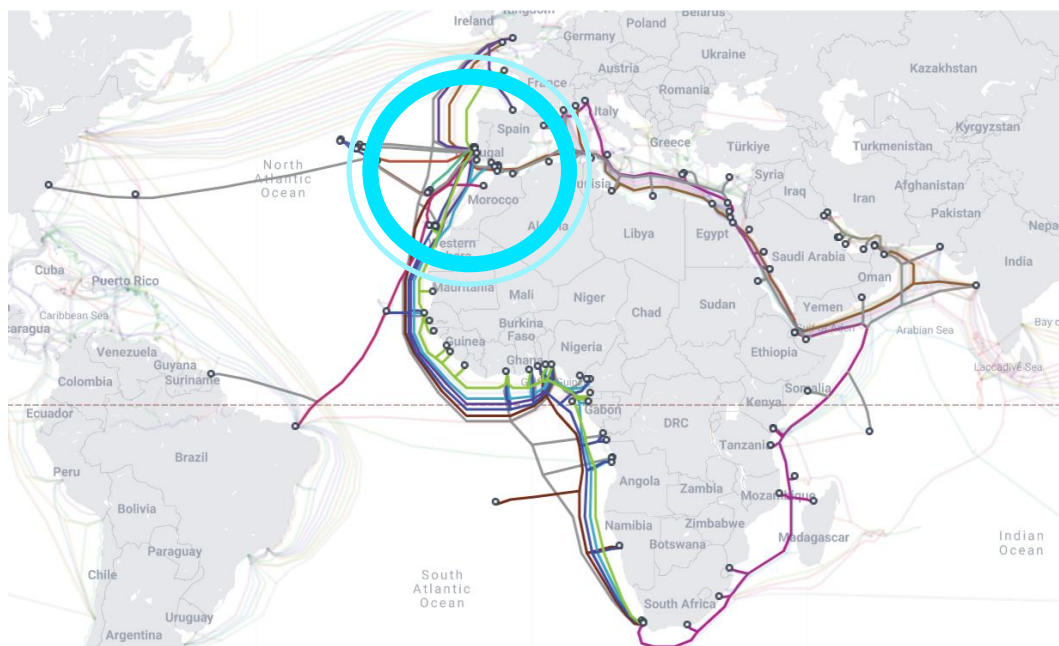 Ireland
Kingdom
Belarus
Poland
Germany
Ukraine
Kazakhstan
Austria
France
Romania
Italy
Kyrgyzstan
Spain
Greece
Türkiye
Turkmenistan
North
Atlantic
Ocean
Syria
Afghanistan
Morocco
Iraq
Iran
Pakistan
Nepa
Algeria
Libya
Egypt
Western
Saudi Arabia
India
Oman
Cuba
Puerto Rico
Mauritania
Mali
Niger
Chad
Sudan
Yemen
Caribbean Sea
Arabian Sea
Bay o
Burkina
Faso
Guinea
Nigeria
Ghana
Ethiopia
Venezuela
Guyana
Suriname
Colombia
Laccadive Sea
Somalia
Ecuador
Gabon
Kenya
DRC
Tanzania
Brazil
Peru
Angola
Zambia
Mozambique
Bolivia
Namibia
Zimbabwe
Madagascar
Botswana
Indian
Ocean
Paraguay
Chile
South
Atlantic
Ocean
South Africa
Uruguay
Argentina